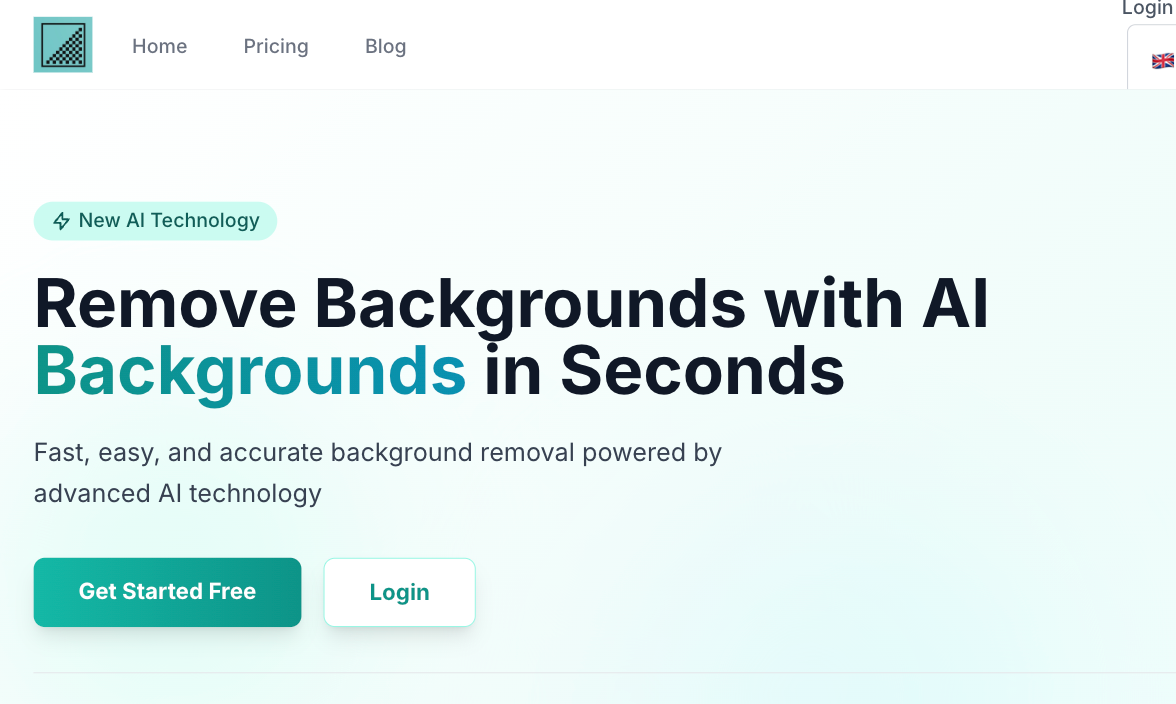 Login
Home Pricing Blog
New AI Technology
Remove Backgrounds with AI
Backgrounds in Seconds
Fast, easy, and accurate background removal powered by
advanced AI technology
Get Started Free Login